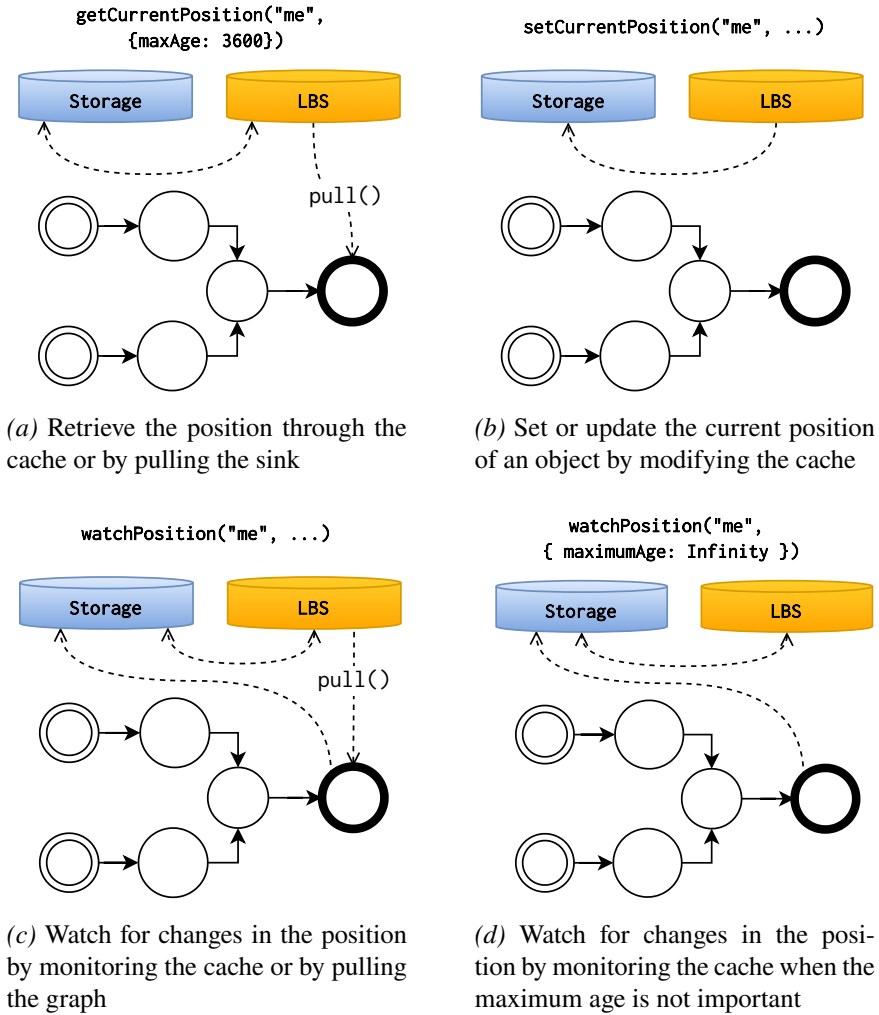 getCurrentPosition("me",
{maxAge: 3600})
Storage
LBS
pull()
(a) Retrieve the position through the
cache or by pulling the sink
setCurrentPosition("me", ...)
Storage
LBS
(b) Set or update the current position
of an object by modifying the cache
watchPosition("me", ...)
Storage
LBS
pull()
(c) Watch for changes in the position
by monitoring the cache or by pulling
the graph
watchPosition("me",
{ maximumAge: Infinity })
Storage
LBS
(d) Watch for changes in the posi-
tion by monitoring the cache when the
maximum age is not important